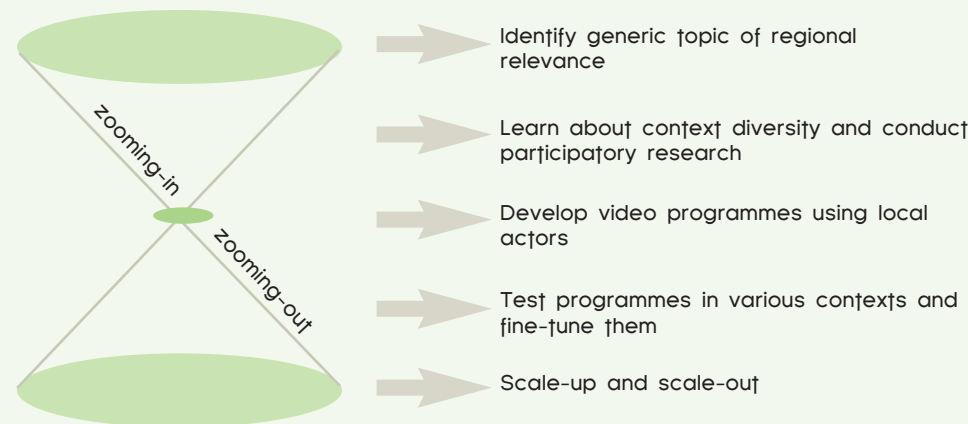 Identify generic topic of regional
relevance
zooming-in
Learn about context diversity and conduct
participatory research
Develop video programmes using local
actors
zooming-out
Test programmes in various contexts and
fine-tune them
Scale-up and scale-out